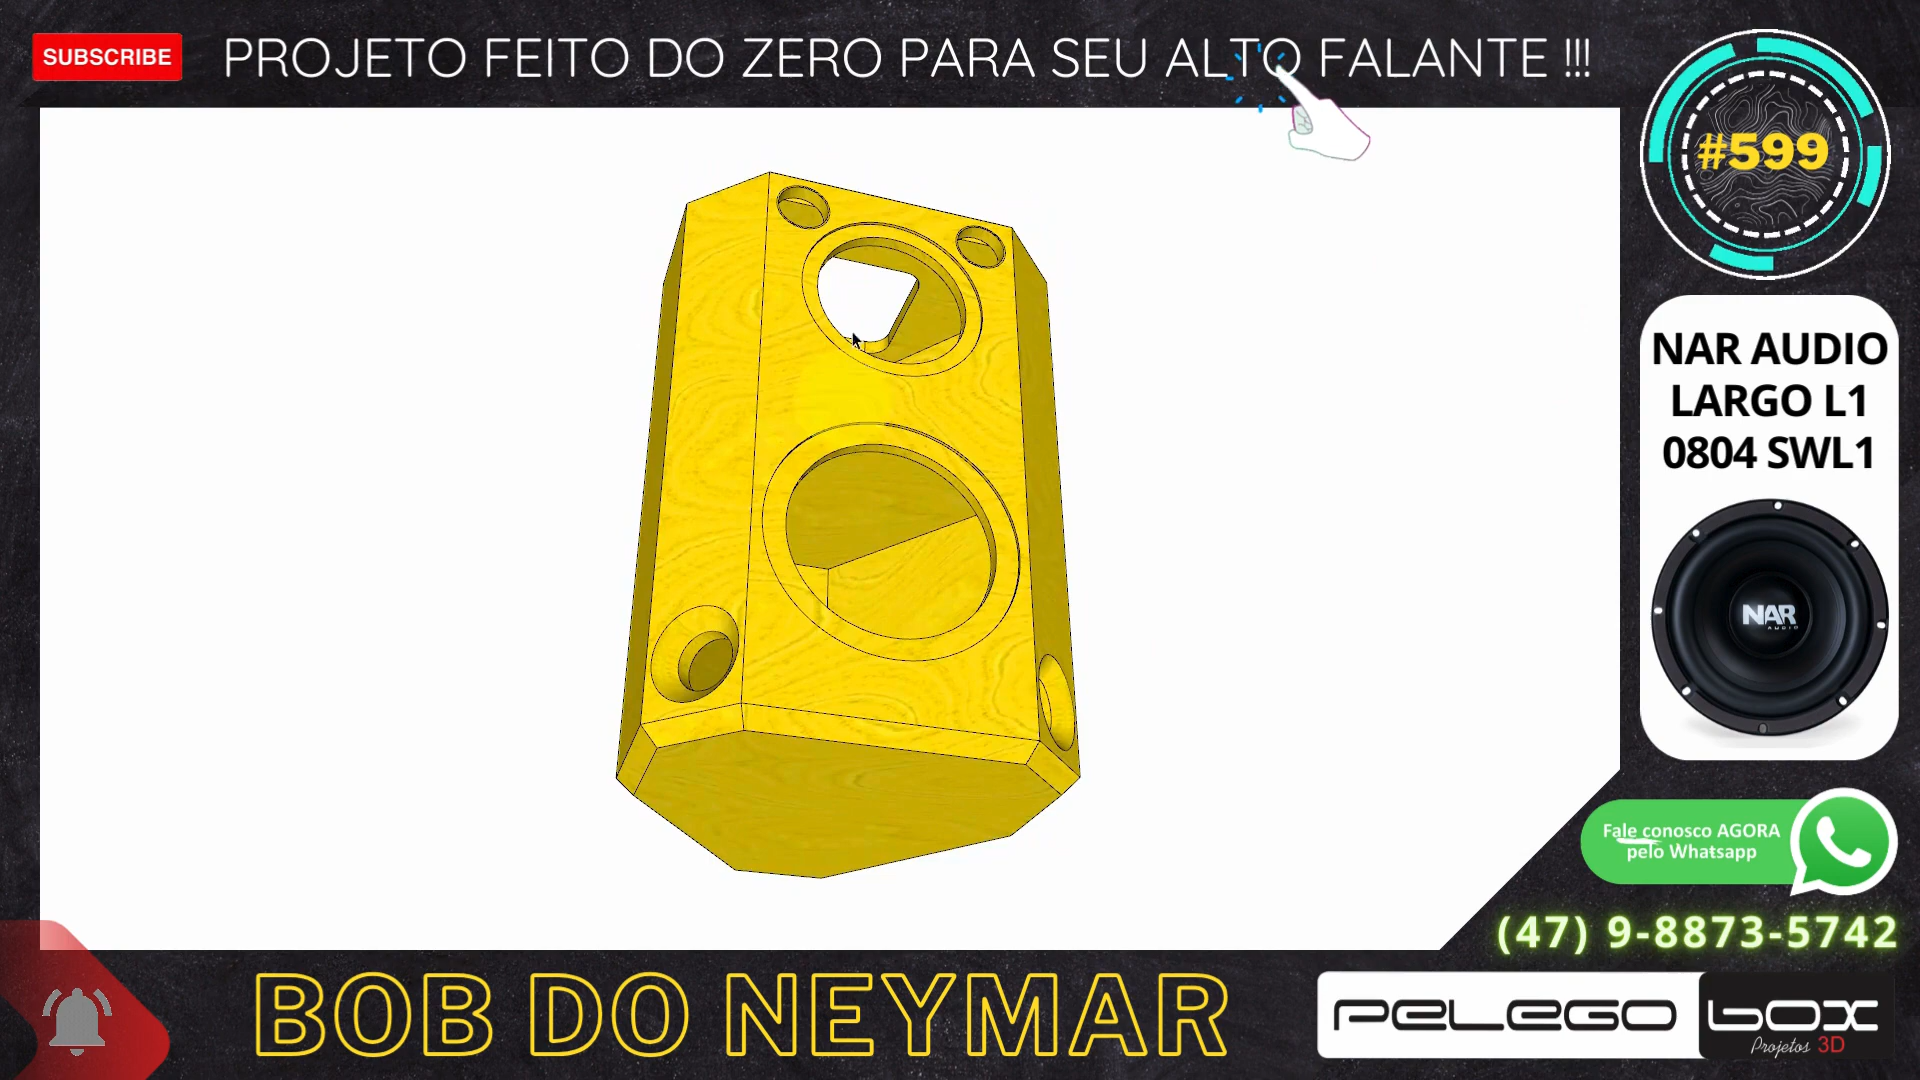 SUBSCRIBE
PROJETO FEITO DO ZERO PARA SEU ALTO FALANTE !!!
#599
NAR AUDIO
LARGO L1
0804 SWL1
NAR
AUDIO
Fale conosco AGORA
pelo Whatsapp
(47) 9-8873-5742
BOB DO NEYMAR
PELEGO BOX
Projetos 3D